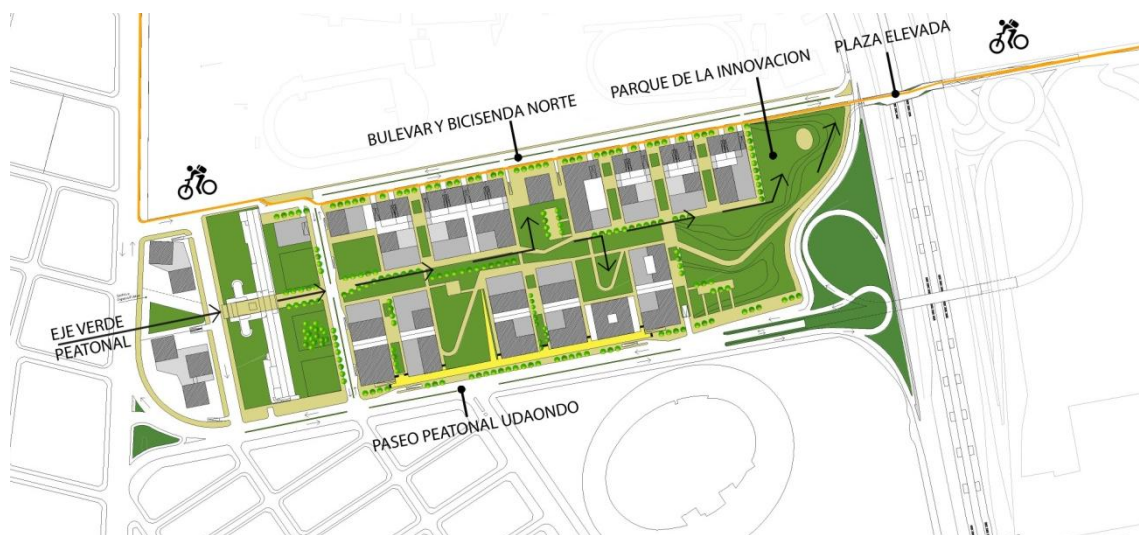 PLAZA ELEVADA
PARQUE DE LA INNOVACION
BULEVAR Y BICISENDA NORTE
EJE VERDE
PEATONAL
PASEO PEATONAL UDAONDO